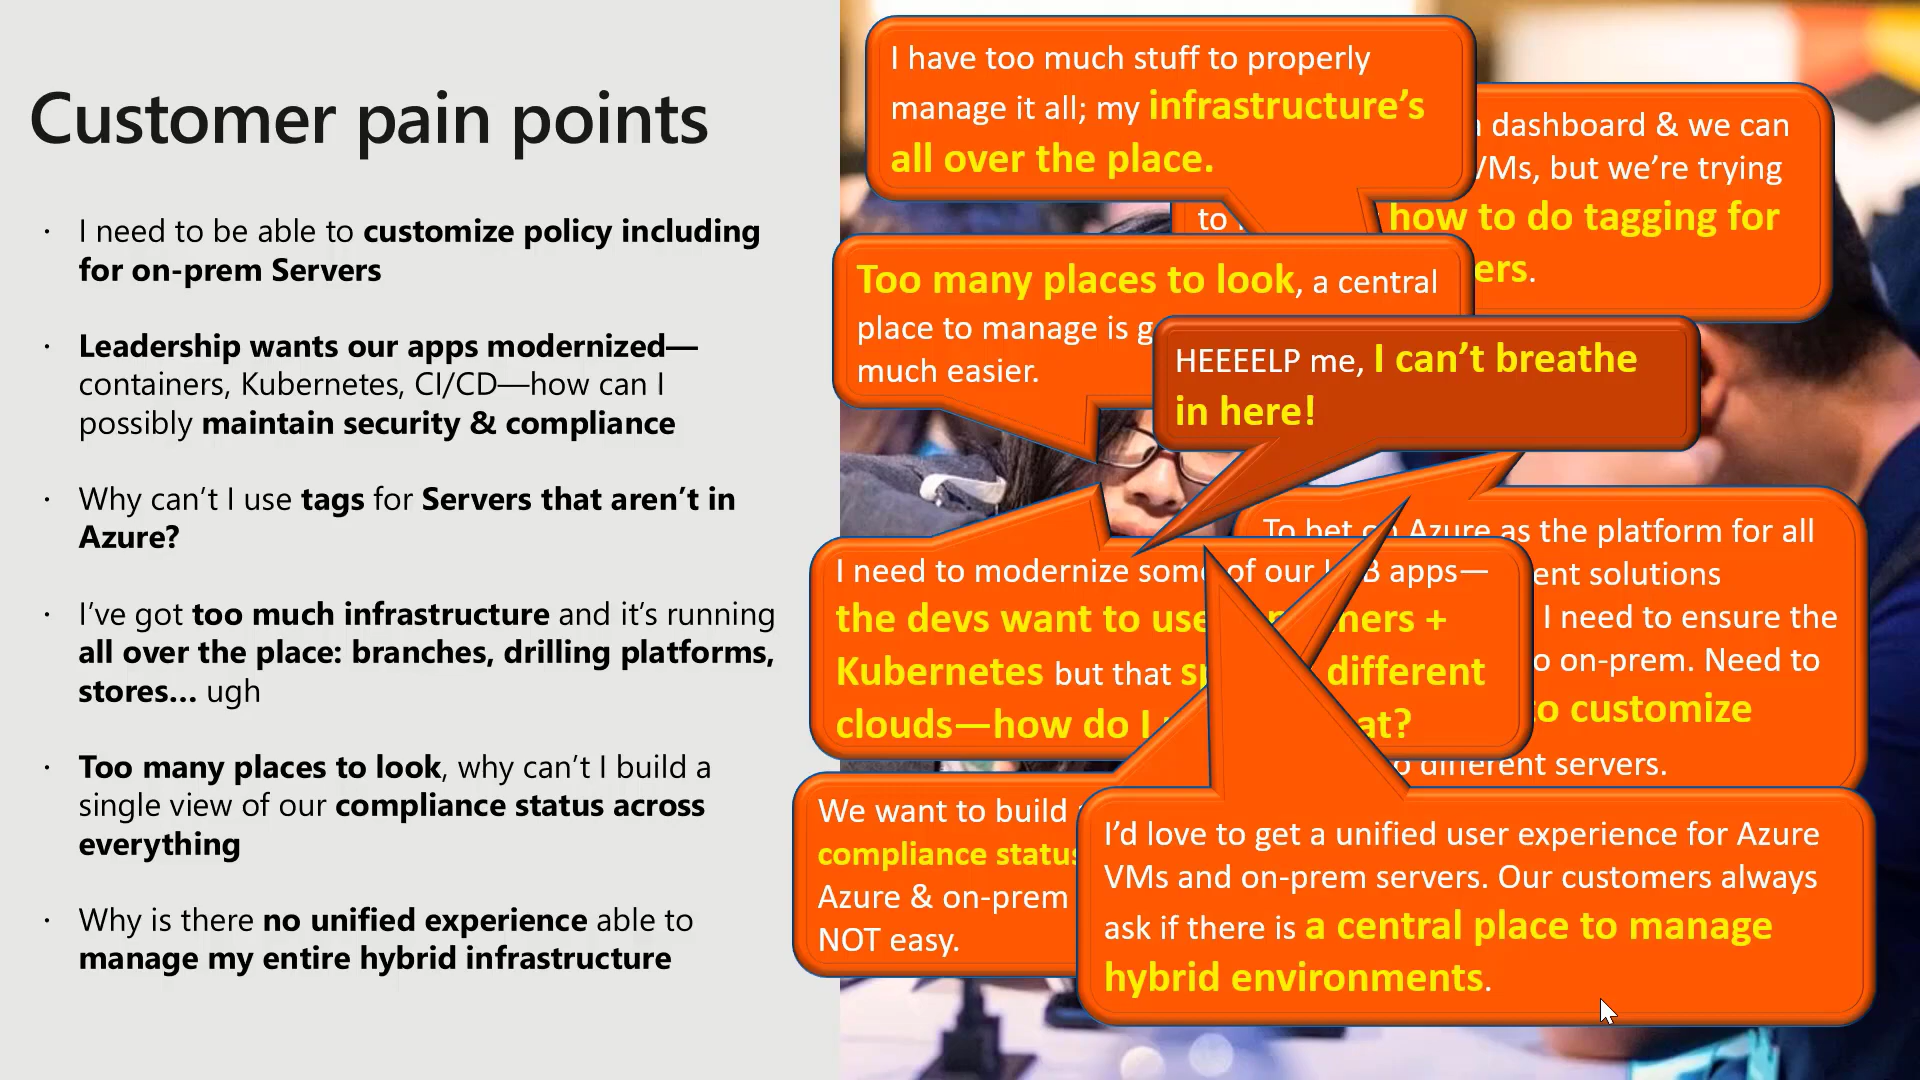 Customer pain points
· I need to be able to customize policy including
for on-prem Servers
· Leadership wants our apps modernized—
containers, Kubernetes, CI/CD—how can I
possibly maintain security & compliance
· Why can’t I use tags for Servers that aren’t in
Azure?
· I’ve got too much infrastructure and it’s running
all over the place: branches, drilling platforms,
stores… ugh
· Too many places to look, why can’t I build a
single view of our compliance status across
everything
· Why is there no unified experience able to
manage my entire hybrid infrastructure
I have too much stuff to properly
manage it all; my infrastructure’s
all over the place.
dashboard & we can
VMs, but we’re trying
to how to do tagging for
ers.
Too many places to look, a central
place to manage is
much easier.
HEEEELP me, I can’t breathe
in here!
To bet on Azure as the platform for all
ent solutions
I need to ensure the
on-prem. Need to
to customize
different servers.
I need to modernize some of our apps—
the devs want to use +
Kubernetes but that different
clouds—how do I at?
We want to build
compliance status
Azure & on-prem
NOT easy.
I’d love to get a unified user experience for Azure
VMs and on-prem servers. Our customers always
ask if there is a central place to manage
hybrid environments.